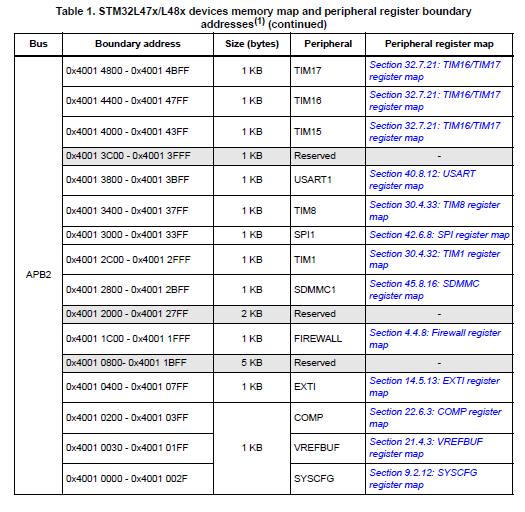 Table 1. STM32L47x/L48x devices memory map and peripheral register boundary
addresses(1) (continued)
Bus Boundary address Size (bytes) Peripheral Peripheral register map
APB2
0x4001 4800 - 0x4001 4BFF 1 KB TIM17 Section 32.7.21: TIM16/TIM17
register map
0x4001 4400 - 0x4001 47FF 1 KB TIM16 Section 32.7.21: TIM16/TIM17
register map
0x4001 4000 - 0x4001 43FF 1 KB TIM15 Section 32.7.21: TIM16/TIM17
register map
0x4001 3C00 - 0x4001 3FFF 1 KB Reserved -
0x4001 3800 - 0x4001 3BFF 1 KB USART1 Section 40.8.12: USART
register map
0x4001 3400 - 0x4001 37FF 1 KB TIM8 Section 30.4.33: TIM8 register
map
0x4001 3000 - 0x4001 33FF 1 KB SPI1 Section 42.6.8: SPI register map
0x4001 2C00 - 0x4001 2FFF 1 KB TIM1 Section 30.4.32: TIM1 register
map
0x4001 2800 - 0x4001 2BFF 1 KB SDMMC1 Section 45.8.16: SDMMC
register map
0x4001 2000 - 0x4001 27FF 2 KB Reserved -
0x4001 1C00 - 0x4001 1FFF 1 KB FIREWALL Section 4.4.8: Firewall register
map
0x4001 0800- 0x4001 1BFF 5 KB Reserved -
0x4001 0400 - 0x4001 07FF 1 KB EXTI Section 14.5.13: EXTI register
map
0x4001 0200 - 0x4001 03FF COMP Section 22.6.3: COMP register
map
0x4001 0030 - 0x4001 01FF 1 KB VREFBUF Section 21.4.3: VREFBUF
register map
0x4001 0000 - 0x4001 002F SYSCFG Section 9.2.12: SYSCFG
register map